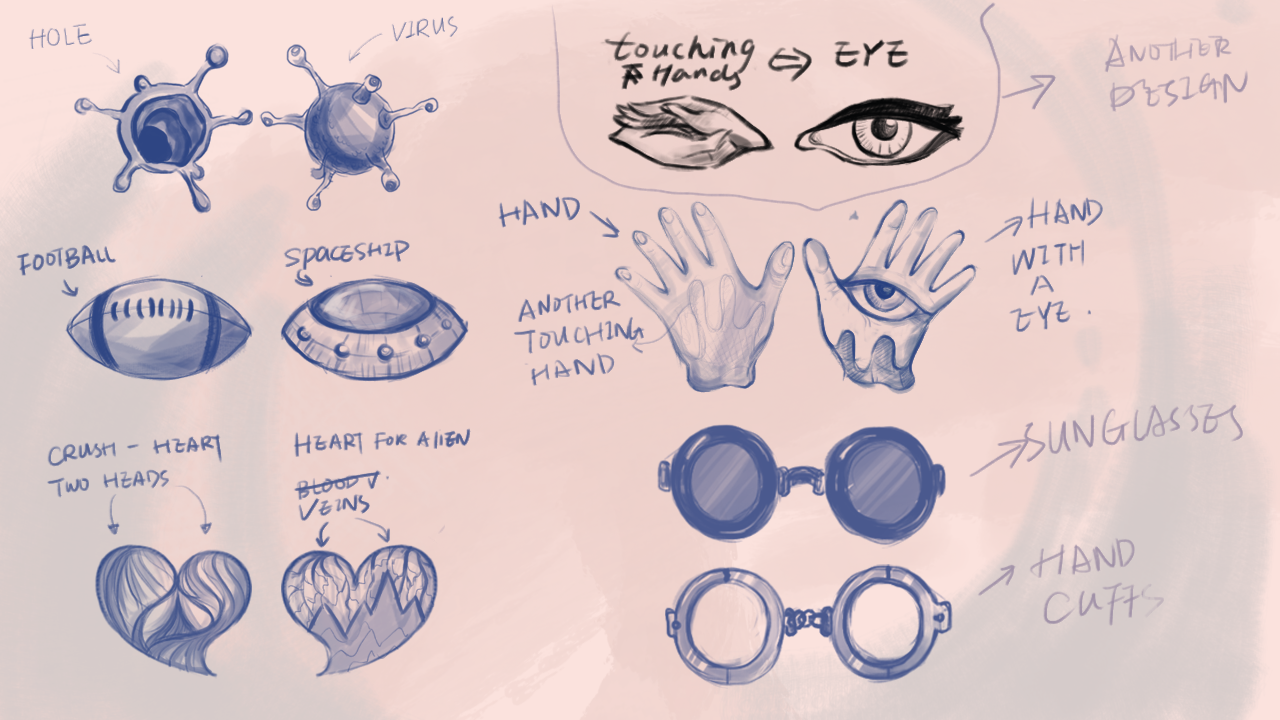 HOLE
VIRUS
touching
Hands
⇔ EYE
ANOTHER
DESIGN
HAND
HAND
WITH
A
EYE.
ANOTHER
TOUCHING
HAND
FOOTBALL
SPACESHIP
CRUSH - HEART
TWO HEADS
HEART FOR AlIEN
BLOOD V.
VEINS
SUNGLASSES
HAND
CUFFS